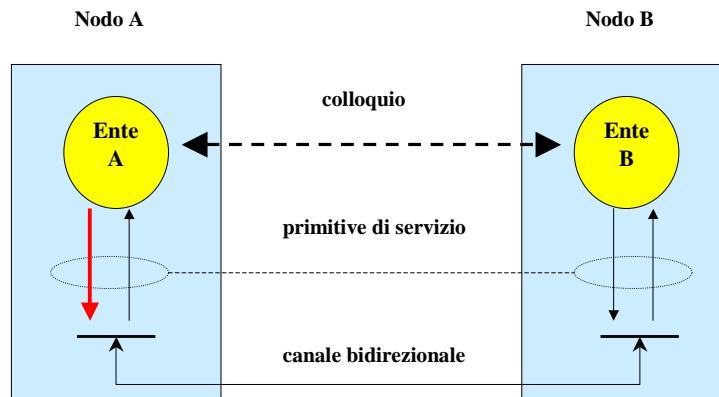 Nodo A
Nodo B
colloquio
Ente
A
Ente
B
primitive di servizio
canale bidirezionale